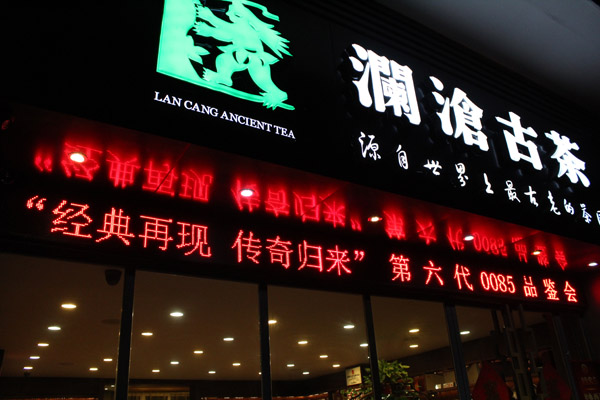 LAN CANG ANCIENT TEA
瀾滄古茶
源自世界上最古老的茶
“经典再现 传奇归来” 第六代0085品鉴会